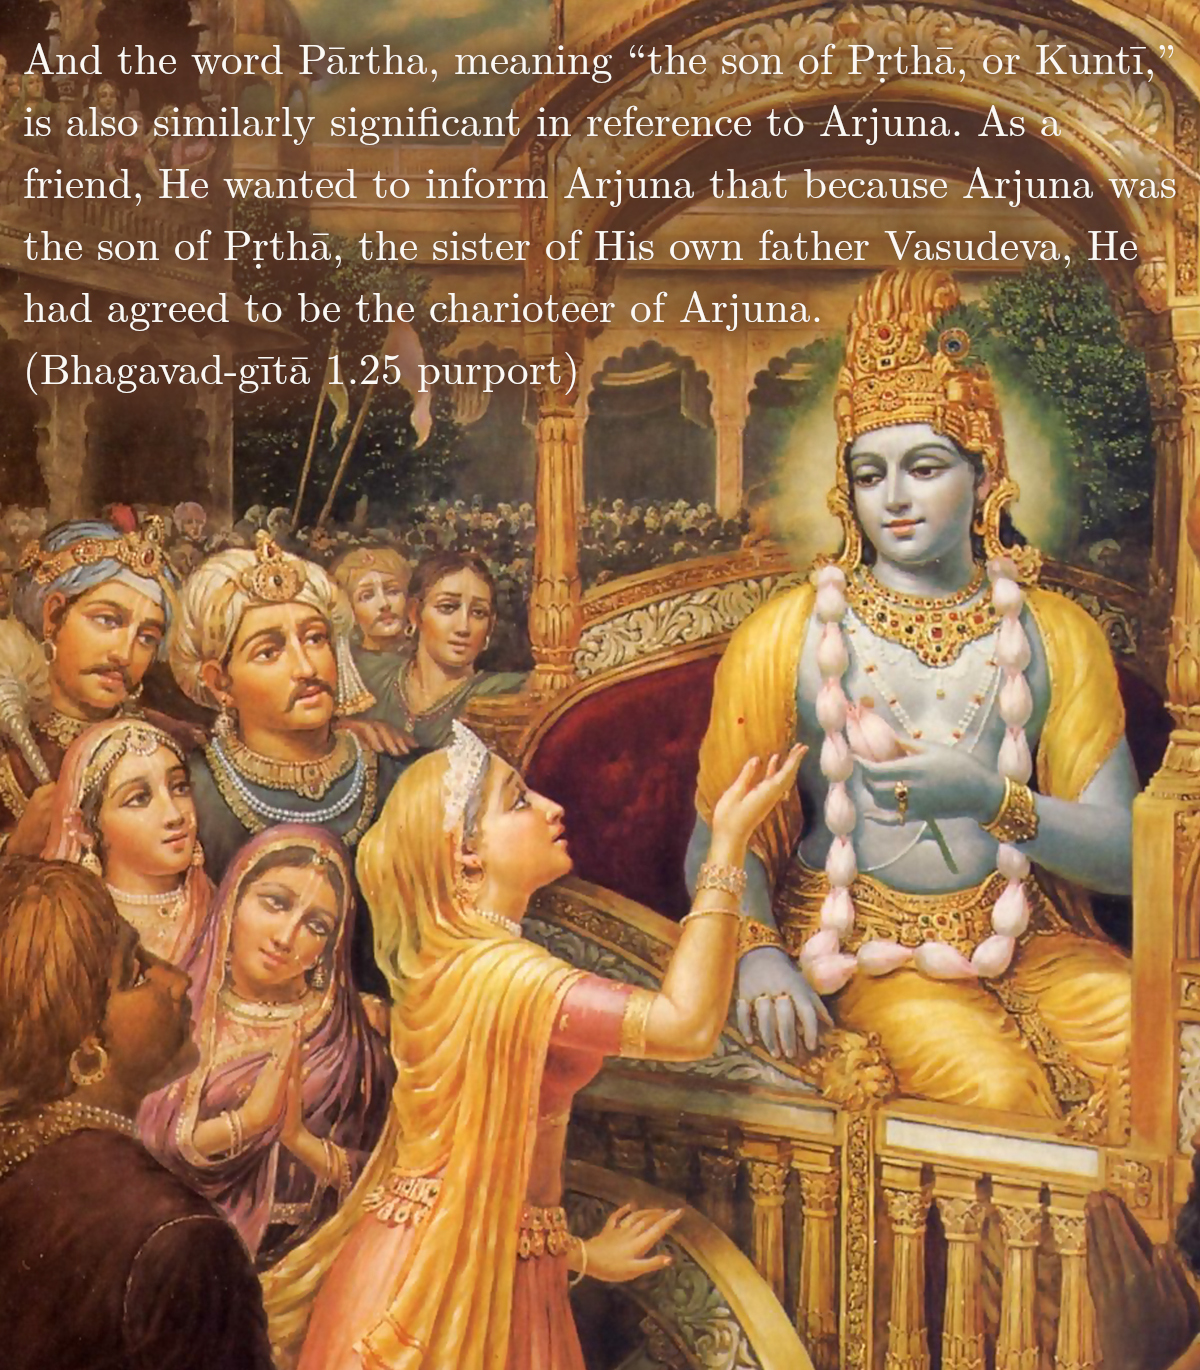 And the word Pārtha, meaning “the son of Pṛthā, or Kuntī,”
is also similarly significant in reference to Arjuna. As a
friend, He wanted to inform Arjuna that because Arjuna was
the son of Pṛthā, the sister of His own father Vasudeva, He
had agreed to be the charioteer of Arjuna.
(Bhagavad-gītā 1.25 purport)